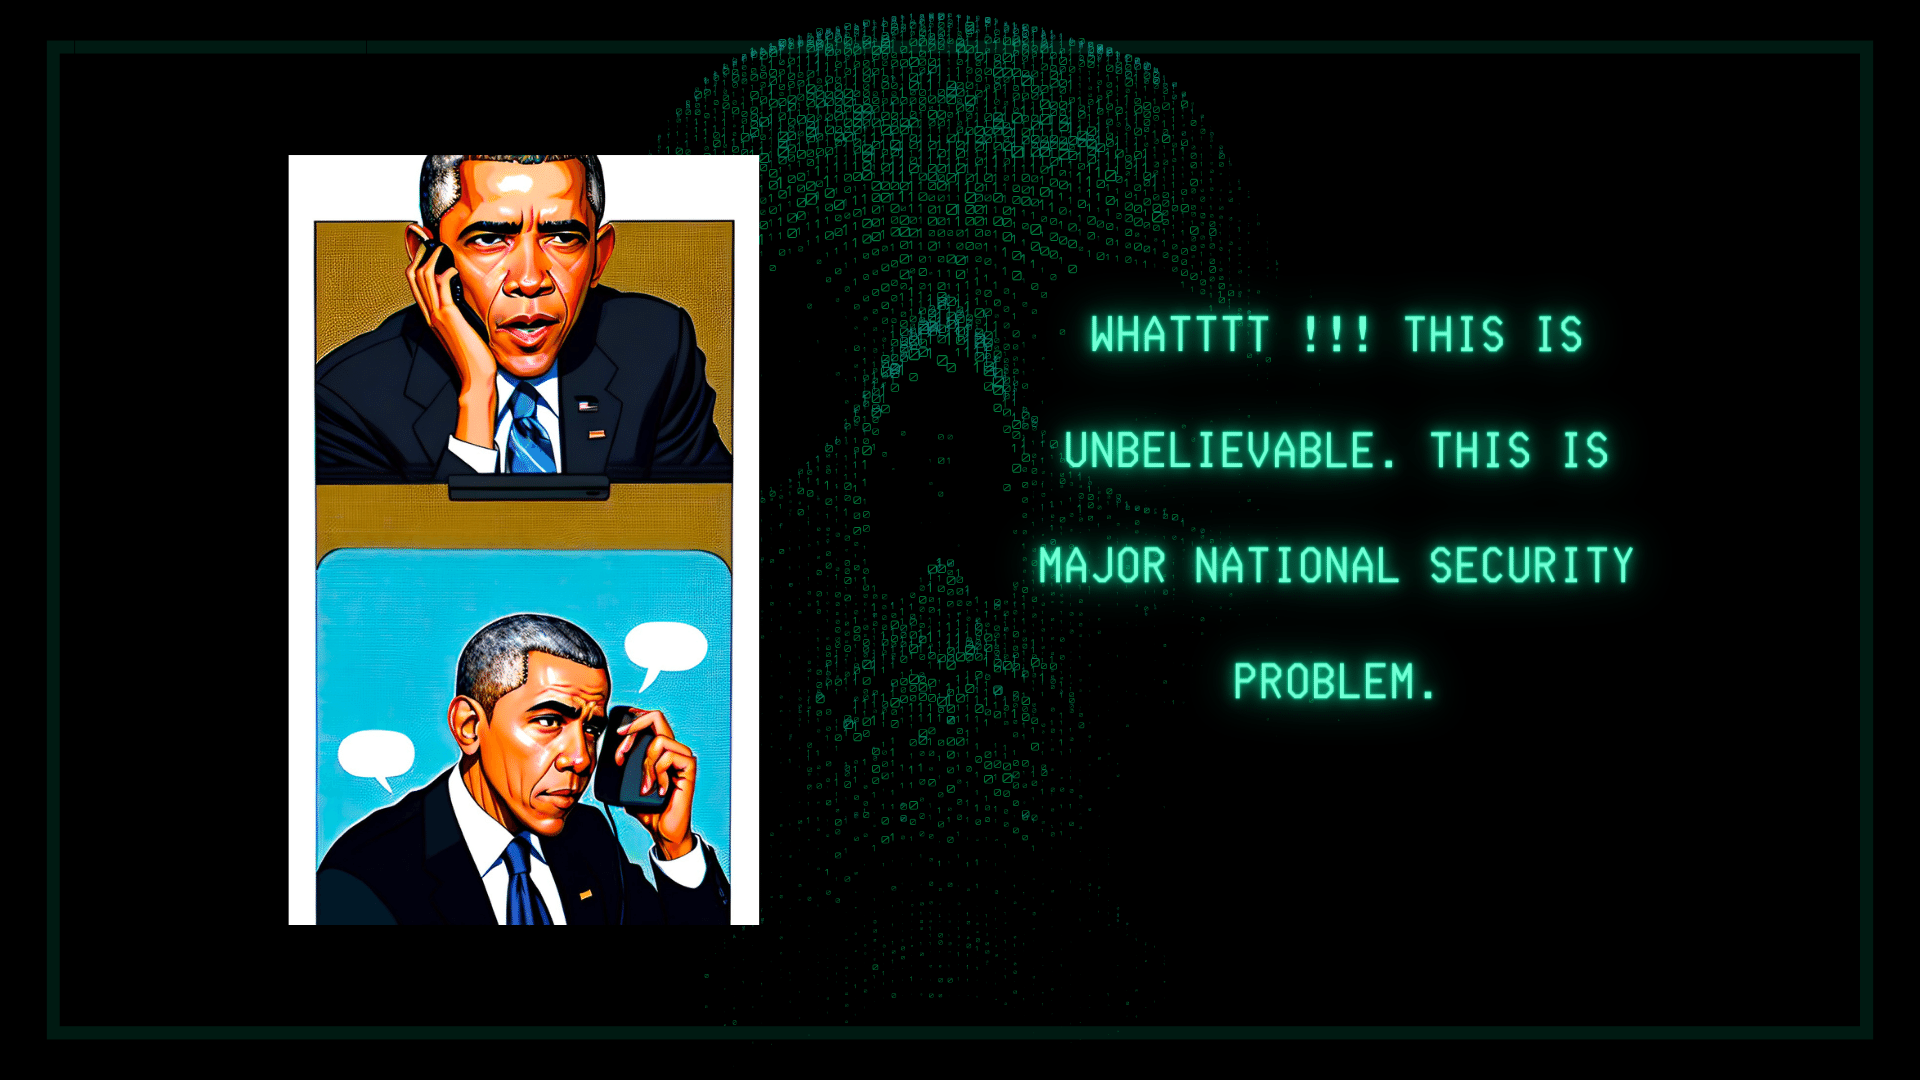 WHATTTT !!! THIS IS
UNBELIEVABLE. THIS IS
MAJOR NATIONAL SECURITY
PROBLEM.